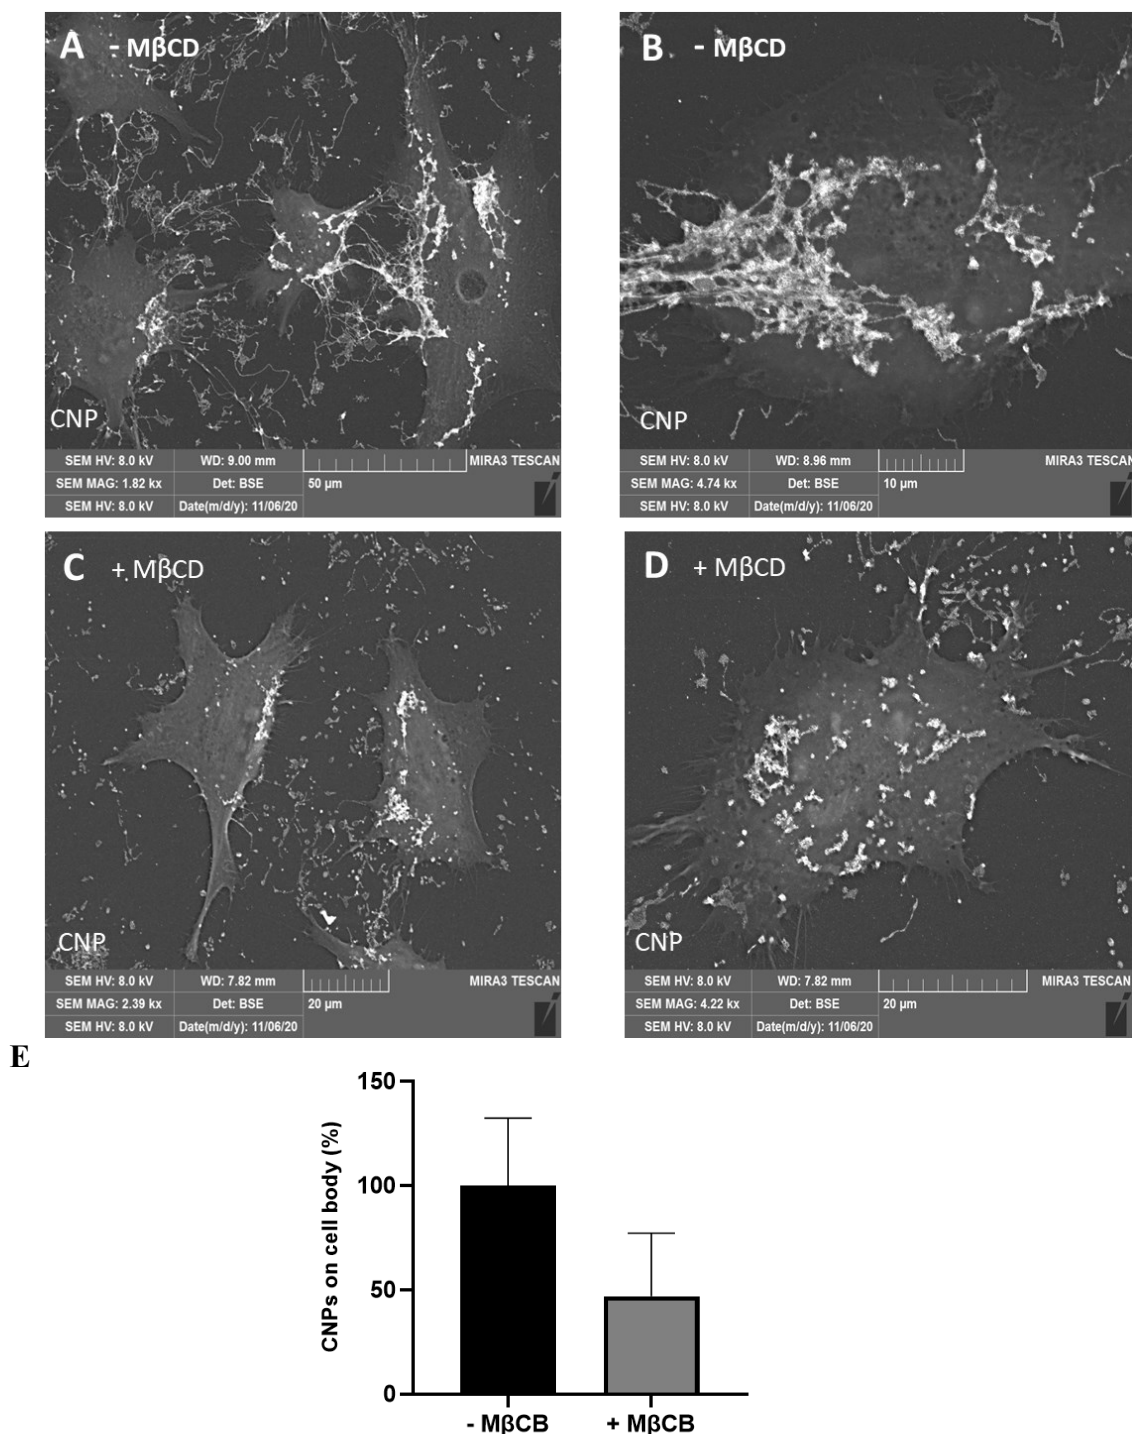 A - MβCD
CNP
SEM HV: 8.0 kV WD: 9.00 mm MIRA3 TESCAN
SEM MAG: 1.82 kx Det: BSE 50 µm
SEM HV: 8.0 kV Date(m/d/y): 11/06/20
B - MβCD
CNP
SEM HV: 8.0 kV WD: 8.96 mm MIRA3 TESCAN
SEM MAG: 4.74 kx Det: BSE 10 µm
SEM HV: 8.0 kV Date(m/d/y): 11/06/20
C + MβCD
CNP
SEM HV: 8.0 kV WD: 7.82 mm MIRA3 TESCAN
SEM MAG: 2.39 kx Det: BSE 20 µm
SEM HV: 8.0 kV Date(m/d/y): 11/06/20
D + MβCD
CNP
SEM HV: 8.0 kV WD: 7.82 mm MIRA3 TESCAN
SEM MAG: 4.22 kx Det: BSE 20 µm
SEM HV: 8.0 kV Date(m/d/y): 11/06/20
E
CNPs on cell body (%)
150
100
50
0
- MβCB + MβCB